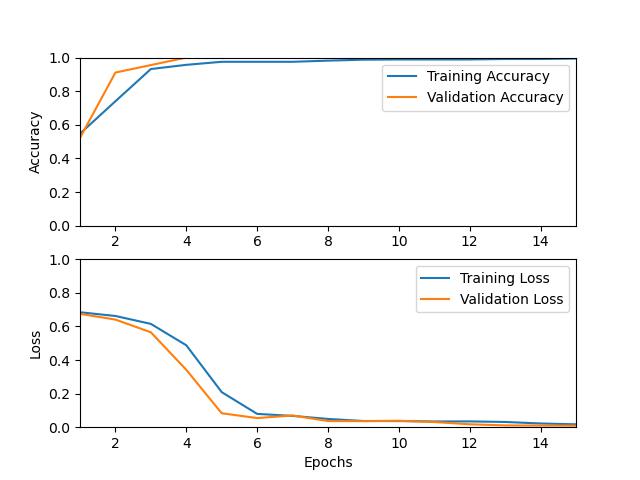 1.0
0.8
0.6
0.4
0.2
0.0
Accuracy
Training Accuracy
Validation Accuracy
2 4 6 8 10 12 14
1.0
0.8
0.6
0.4
0.2
0.0
Loss
Training Loss
Validation Loss
2 4 6 8 10 12 14
Epochs